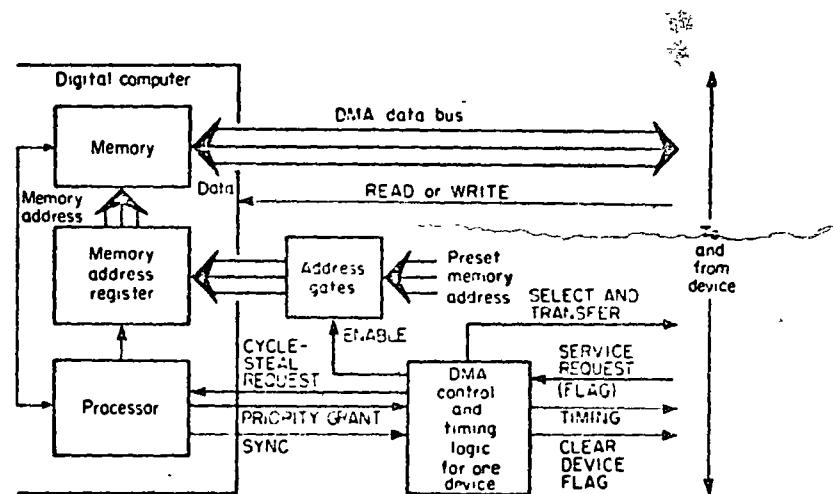 Digital computer
Memory
DMA data bus
Data
READ or WRITE
Memory
address
Memory
address
register
Address
gates
Preset
memory
address
and
from
device
SELECT AND
TRANSFER
ENABLE
CYCLE-
STEAL
REQUEST
Processor
PRIORITY GRANT
SYNC
DMA
control
and
timing
logic
for one
device
SERVICE
REQUEST
(FLAG)
TIMING
CLEAR
DEVICE
FLAG